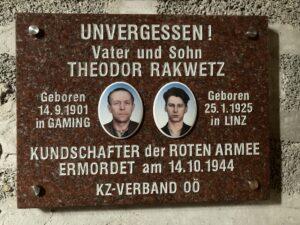 UNVERGESSEN!
Vater und Sohn
THEODOR RAKWETZ
Geboren
14.9.1901
in GAMING
Geboren
25.1.1925
in LINZ
KUNDSCHAFTER der ROTEN ARMEE
ERMORDET am 14.10.1944
KZ-VERBAND OÖ